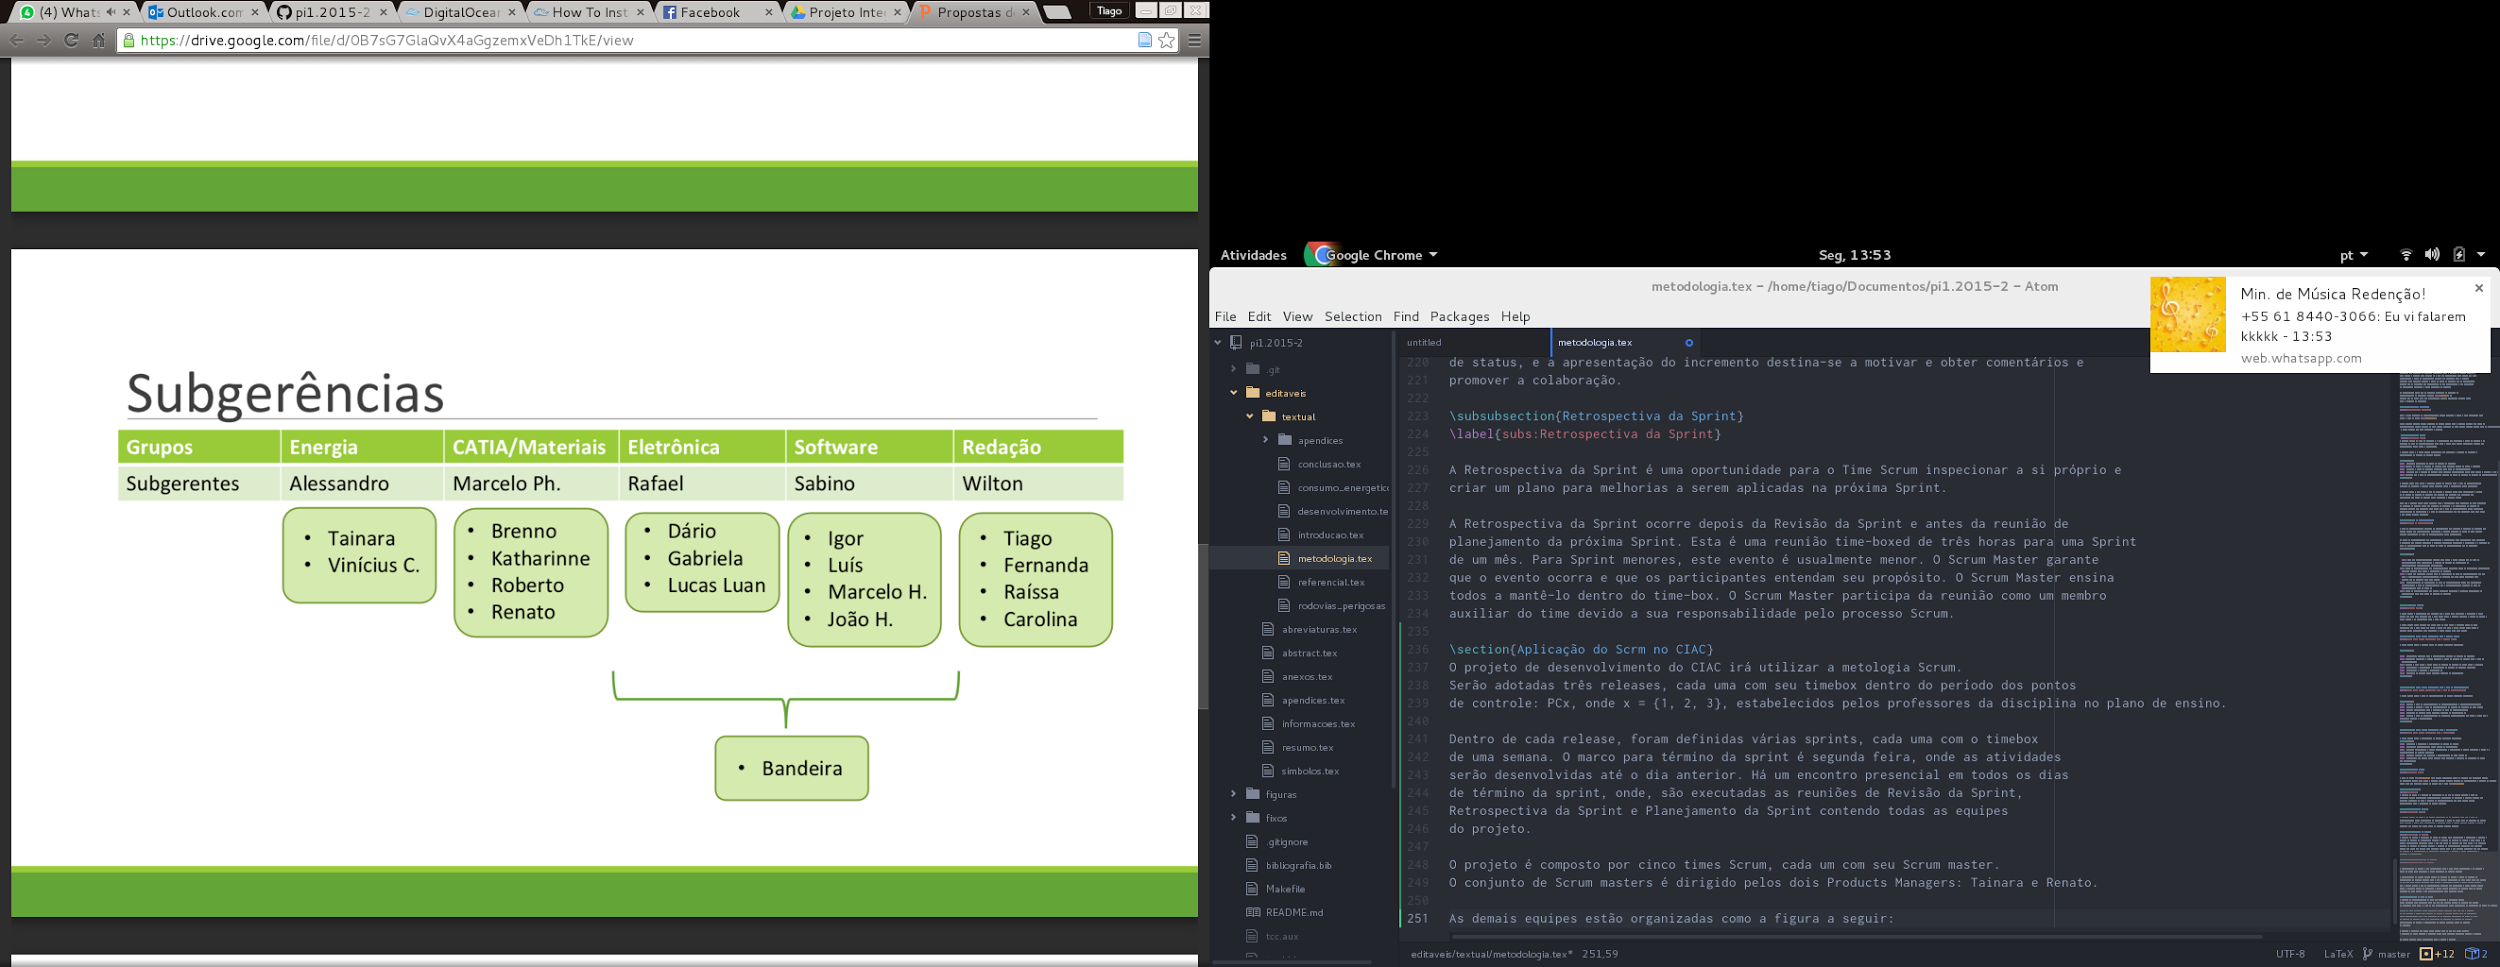 (4) Whats
Outlook.com
pi1.2015-2
DigitalOcean
How To Inst
Facebook
Projeto Inte
Propostas d
Tiago
https://drive.google.com/file/d/0B7sG7GlaQvX4aGgzemxVeDh1TkE/view
Subgerências
Grupos Energia CATIA/Materiais Eletrônica Software Redação
Subgerentes Alessandro Marcelo Ph. Rafael Sabino Wilton
• Tainara
• Vinícius C.
• Brenno
• Katharinne
• Roberto
• Renato
• Dário
• Gabriela
• Lucas Luan
• Igor
• Luís
• Marcelo H.
• João H.
• Tiago
• Fernanda
• Raíssa
• Carolina
• Bandeira
Atividades Google Chrome Seg, 13:53 pt
metodologia.tex – /home/tiago/Documentos/pi1.2015-2 – Atom
File Edit View Selection Find Packages Help
Min. de Música Redenção!
+55 61 8440-3066: Eu vi falarem
kkkkk - 13:53
web.whatsapp.com
pi1.2015-2
.git
editaveis
textual
apendices
conclusao.tex
consumo_energetic
desenvolvimento.te
introducao.tex
metodologia.tex
referencial.tex
rodovias_perigosas
abreviaturas.tex
abstract.tex
anexos.tex
apendices.tex
informacoes.tex
resumo.tex
simbolos.tex
figuras
fixos
.gitignore
bibliografia.bib
Makefile
README.md
tcc.aux
untitled metodologia.tex
220 de status, e a apresentação do incremento destina-se a motivar e obter comentários e
221 promover a colaboração.
222
223 \subsubsection{Retrospectiva da Sprint}
224 \label{subs:Retrospectiva da Sprint}
225
226 A Retrospectiva da Sprint é uma oportunidade para o Time Scrum inspecionar a si próprio e
227 criar um plano para melhorias a serem aplicadas na próxima Sprint.
228
229 A Retrospectiva da Sprint ocorre depois da Revisão da Sprint e antes da reunião de
230 planejamento da próxima Sprint. Esta é uma reunião time-boxed de três horas para uma Sprint
231 de um mês. Para Sprint menores, este evento é usualmente menor. O Scrum Master garante
232 que o evento ocorra e que os participantes entendam seu propósito. O Scrum Master ensina
233 todos a mantê-lo dentro do time-box. O Scrum Master participa da reunião como um membro
234 auxiliar do time devido a sua responsabilidade pelo processo Scrum.
235
236 \section{Aplicação do Scrm no CIAC}
237 O projeto de desenvolvimento do CIAC irá utilizar a metologia Scrum.
238 Serão adotadas três releases, cada uma com seu timebox dentro do período dos pontos
239 de controle: PCx, onde x = {1, 2, 3}, estabelecidos pelos professores da disciplina no plano de ensino.
240
241 Dentro de cada release, foram definidas várias sprints, cada uma com o timebox
242 de uma semana. O marco para término da sprint é segunda feira, onde as atividades
243 serão desenvolvidas até o dia anterior. Há um encontro presencial em todos os dias
244 de término da sprint, onde, são executadas as reuniões de Revisão da Sprint,
245 Retrospectiva da Sprint e Planejamento da Sprint contendo todas as equipes
246 do projeto.
247
248 O projeto é composto por cinco times Scrum, cada um com seu Scrum master.
249 O conjunto de Scrum masters é dirigido pelos dois Products Managers: Tainara e Renato.
250
251 As demais equipes estão organizadas como a figura a seguir:
editaveis/textual/metodologia.tex* 251,59 UTF-8 LaTeX master +12 2